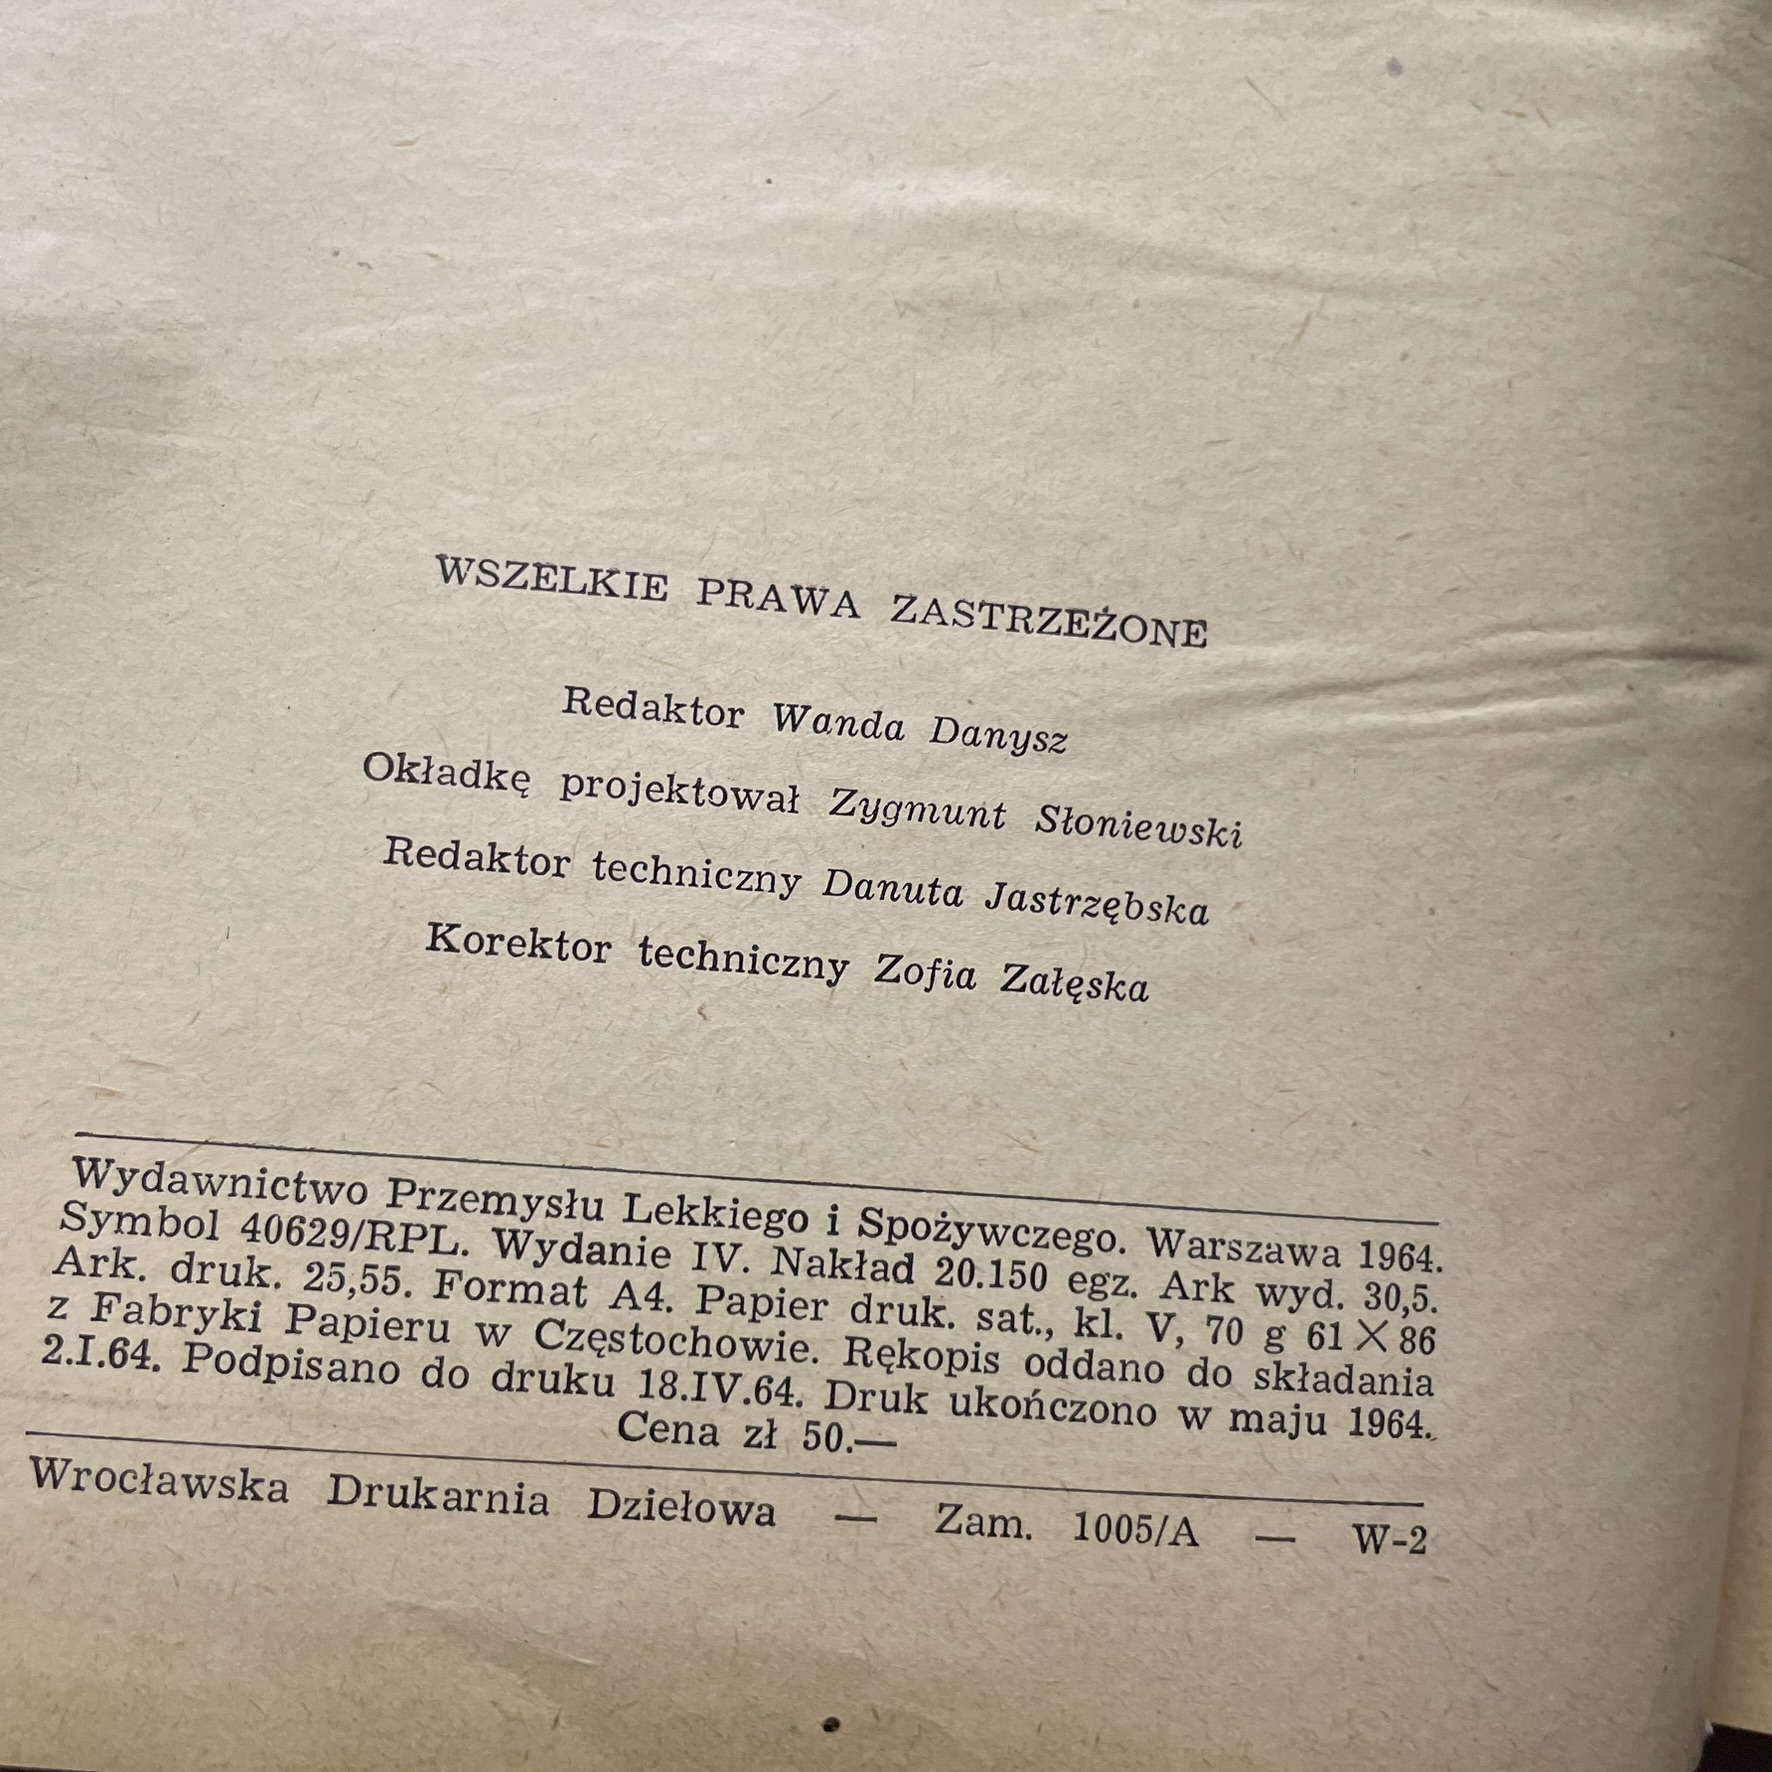 WSZELKIE PRAWA ZASTRZEŻONE
Redaktor Wanda Danysz
Okładkę projektował Zygmunt Słoniewski
Redaktor techniczny Danuta Jastrzębska
Korektor techniczny Zofia Załęska
Wydawnictwo Przemysłu Lekkiego i Spożywczego. Warszawa 1964.
Symbol 40629/RPL. Wydanie IV. Nakład 20.150 egz. Ark wyd. 30,5.
Ark. druk. 25,55. Format A4. Papier druk. sat., kl. V, 70 g 61 × 86
z Fabryki Papieru w Częstochowie. Rękopis oddano do składania
2.I.64. Podpisano do druku 18.IV.64. Druk ukończono w maju 1964.
Cena zł 50.—
Wrocławska Drukarnia Dziełowa — Zam. 1005/A — W-2